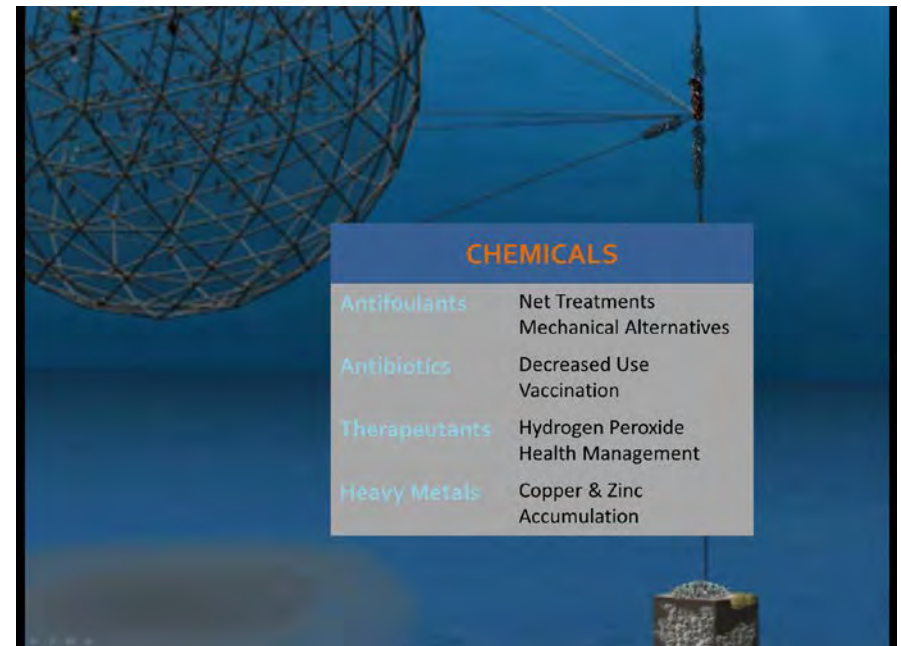 CHEMICALS
Antifoulants Net Treatments
Mechanical Alternatives
Antibiotics Decreased Use
Vaccination
Therapeutants Hydrogen Peroxide
Health Management
Heavy Metals Copper & Zinc
Accumulation